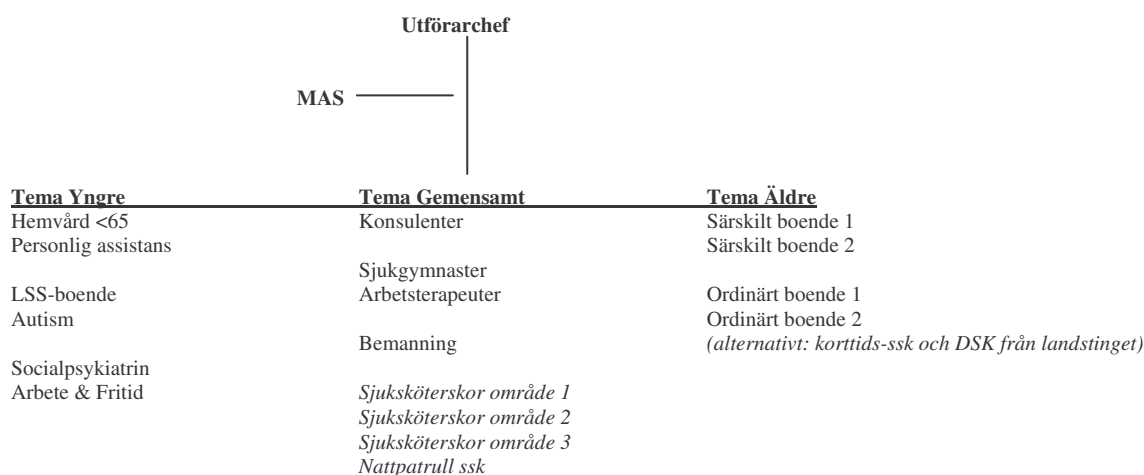 Utförarchef
MAS
Tema Yngre
Hemvård <65
Personlig assistans
LSS-boende
Autism
Socialpsykiatrin
Arbete & Fritid
Tema Gemensamt
Konsulenter
Sjukgymnaster
Arbetsterapeuter
Bemanning
Sjuksköterskor område 1
Sjuksköterskor område 2
Sjuksköterskor område 3
Nattpatrull ssk
Tema Äldre
Särskilt boende 1
Särskilt boende 2
Ordinärt boende 1
Ordinärt boende 2
(alternativt: korttids-ssk och DSK från landstinget)